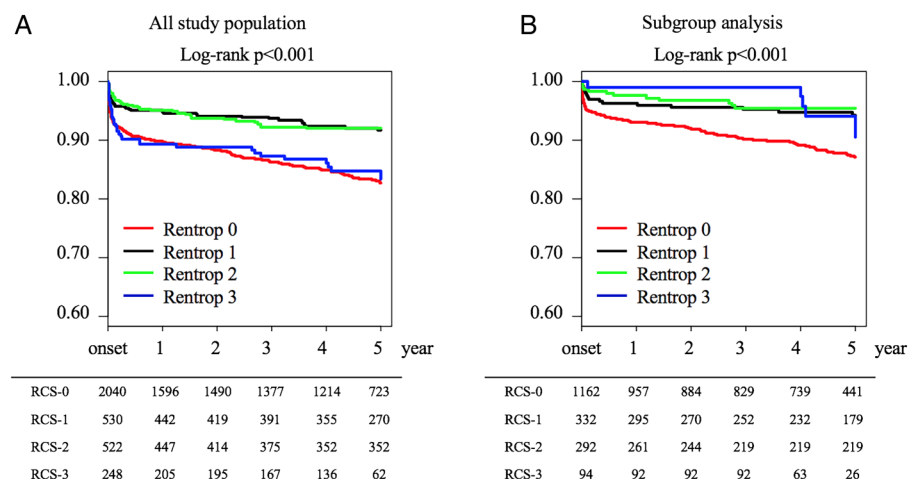 A All study population
Log-rank p<0.001
1.00
0.90
0.80
0.70
0.60
Rentrop 0
Rentrop 1
Rentrop 2
Rentrop 3
onset 1 2 3 4 5 year
RCS-0 2040 1596 1490 1377 1214 723
RCS-1 530 442 419 391 355 270
RCS-2 522 447 414 375 352 352
RCS-3 248 205 195 167 136 62
B Subgroup analysis
Log-rank p<0.001
1.00
0.90
0.80
0.70
0.60
Rentrop 0
Rentrop 1
Rentrop 2
Rentrop 3
onset 1 2 3 4 5 year
RCS-0 1162 957 884 829 739 441
RCS-1 332 295 270 252 232 179
RCS-2 292 261 244 219 219 219
RCS-3 94 92 92 92 63 26